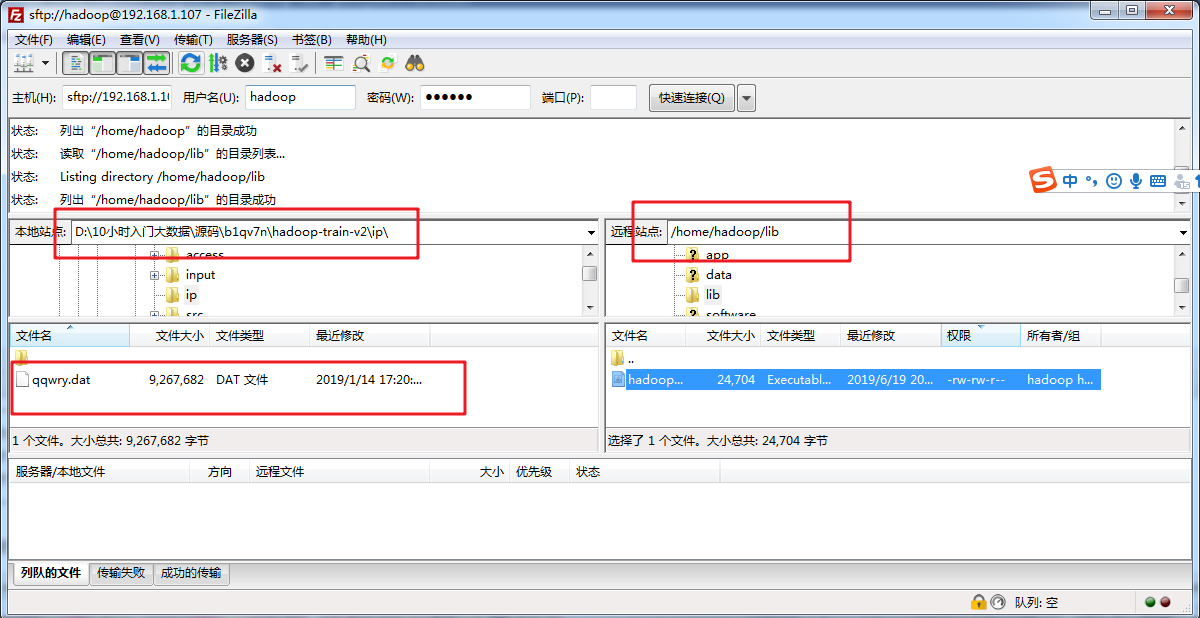 sftp://hadoop@192.168.1.107 - FileZilla
文件(F) 编辑(E) 查看(V) 传输(T) 服务器(S) 书签(B) 帮助(H)
主机(H): sftp://192.168.1.10 用户名(U): hadoop 密码(W): ●●●●●● 端口(P): 快速连接(Q)
状态: 列出“/home/hadoop”的目录成功
状态: 读取“/home/hadoop/lib”的目录列表...
状态: Listing directory /home/hadoop/lib
状态: 列出“/home/hadoop/lib”的目录成功
中
本地站点: D:\10小时入门大数据\源码\b1qv7n\hadoop-train-v2\ip\
access
input
ip
src
远程站点: /home/hadoop/lib
app
data
lib
software
文件名 文件大小 文件类型 最近修改
qqwry.dat 9,267,682 DAT 文件 2019/1/14 17:20:...
1 个文件。大小总共: 9,267,682 字节
文件名 文件大小 文件类型 最近修改 权限 所有者/组
..
hadoop... 24,704 Executabl... 2019/6/19 20... -rw-rw-r-- hadoop h...
选择了 1 个文件。大小总共: 24,704 字节
服务器/本地文件 方向 远程文件 大小 优先级 状态
列队的文件 传输失败 成功的传输
队列: 空